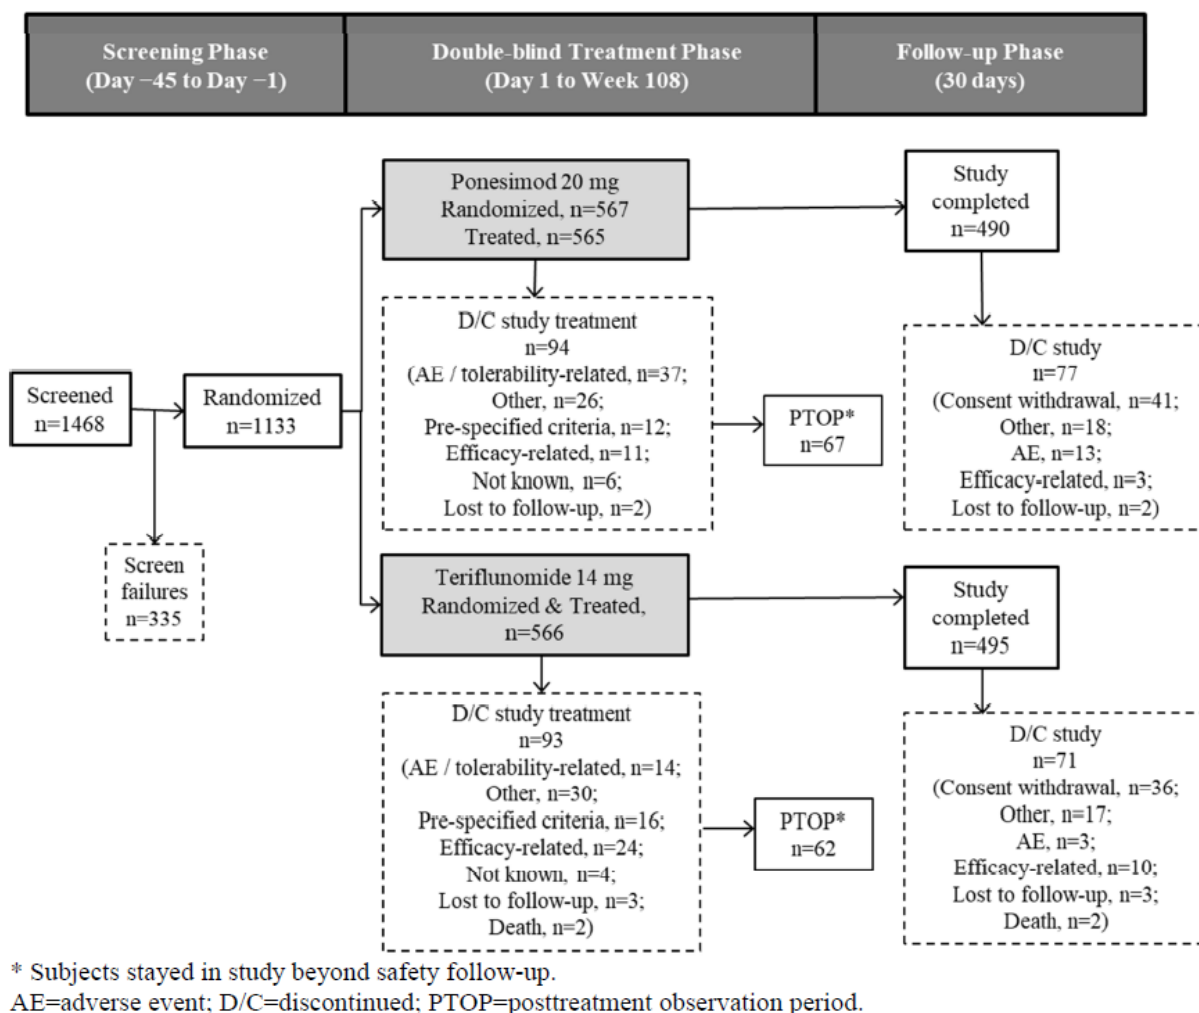 Screening Phase
(Day −45 to Day −1)
Double-blind Treatment Phase
(Day 1 to Week 108)
Follow-up Phase
(30 days)
Screened
n=1468
Screen
failures
n=335
Randomized
n=1133
Ponesimod 20 mg
Randomized, n=567
Treated, n=565
D/C study treatment
n=94
(AE / tolerability-related, n=37;
Other, n=26;
Pre-specified criteria, n=12;
Efficacy-related, n=11;
Not known, n=6;
Lost to follow-up, n=2)
PTOP*
n=67
Study
completed
n=490
D/C study
n=77
(Consent withdrawal, n=41;
Other, n=18;
AE, n=13;
Efficacy-related, n=3;
Lost to follow-up, n=2)
Teriflunomide 14 mg
Randomized & Treated,
n=566
D/C study treatment
n=93
(AE / tolerability-related, n=14;
Other, n=30;
Pre-specified criteria, n=16;
Efficacy-related, n=24;
Not known, n=4;
Lost to follow-up, n=3;
Death, n=2)
PTOP*
n=62
Study
completed
n=495
D/C study
n=71
(Consent withdrawal, n=36;
Other, n=17;
AE, n=3;
Efficacy-related, n=10;
Lost to follow-up, n=3;
Death, n=2)
* Subjects stayed in study beyond safety follow-up.
AE=adverse event; D/C=discontinued; PTOP=posttreatment observation period.